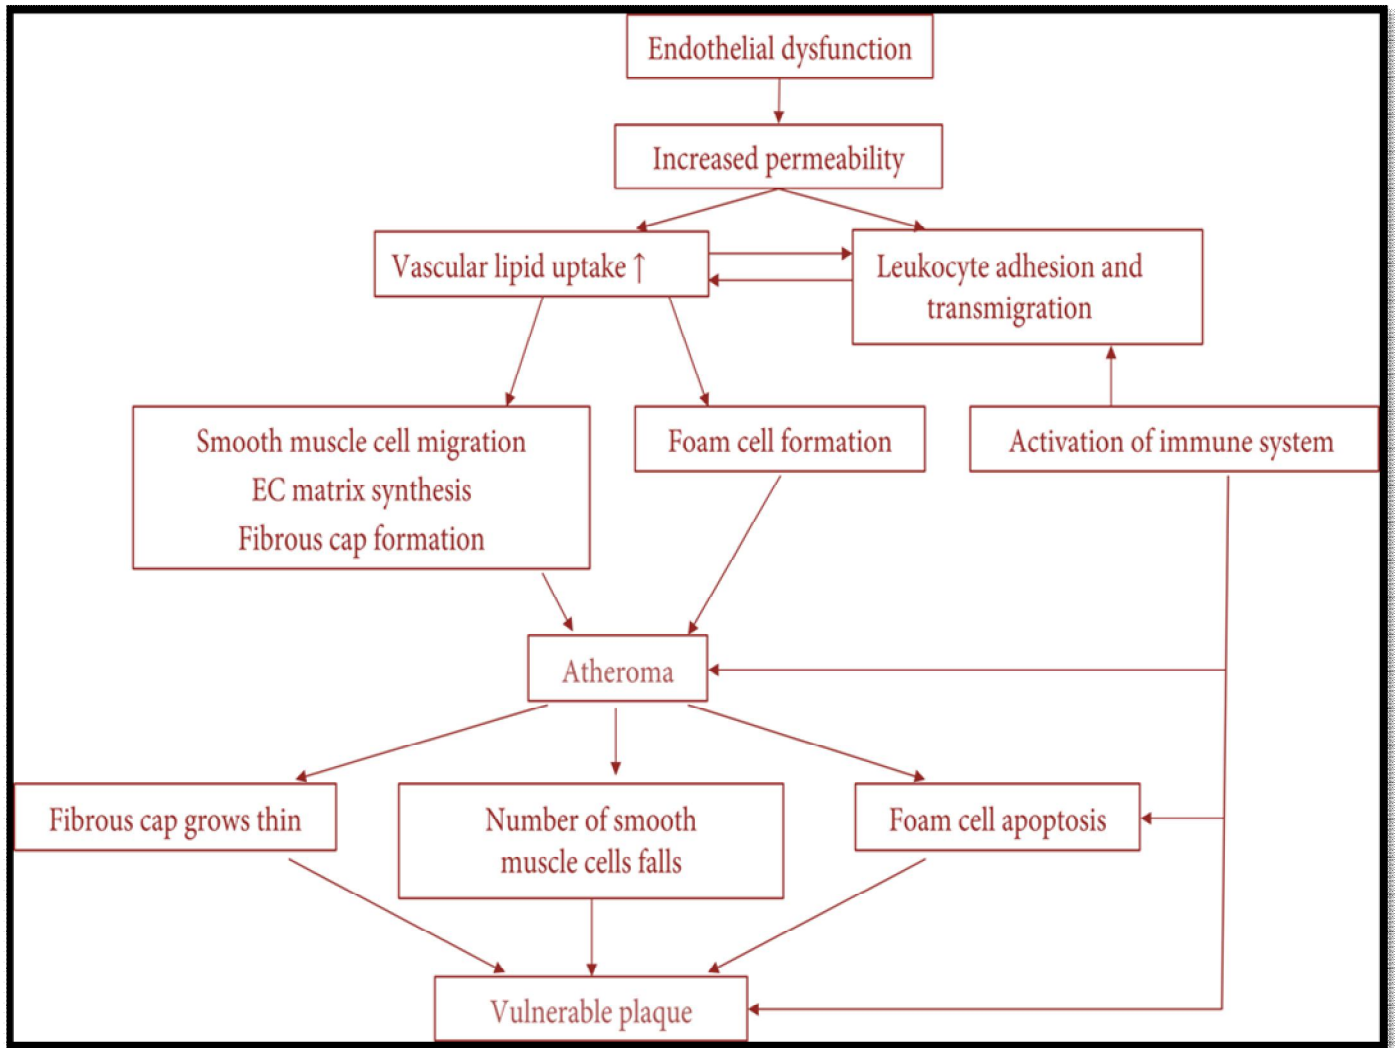 Endothelial dysfunction
Increased permeability
Vascular lipid uptake ↑
Leukocyte adhesion and
transmigration
Smooth muscle cell migration
EC matrix synthesis
Fibrous cap formation
Foam cell formation
Activation of immune system
Atheroma
Fibrous cap grows thin
Number of smooth
muscle cells falls
Foam cell apoptosis
Vulnerable plaque